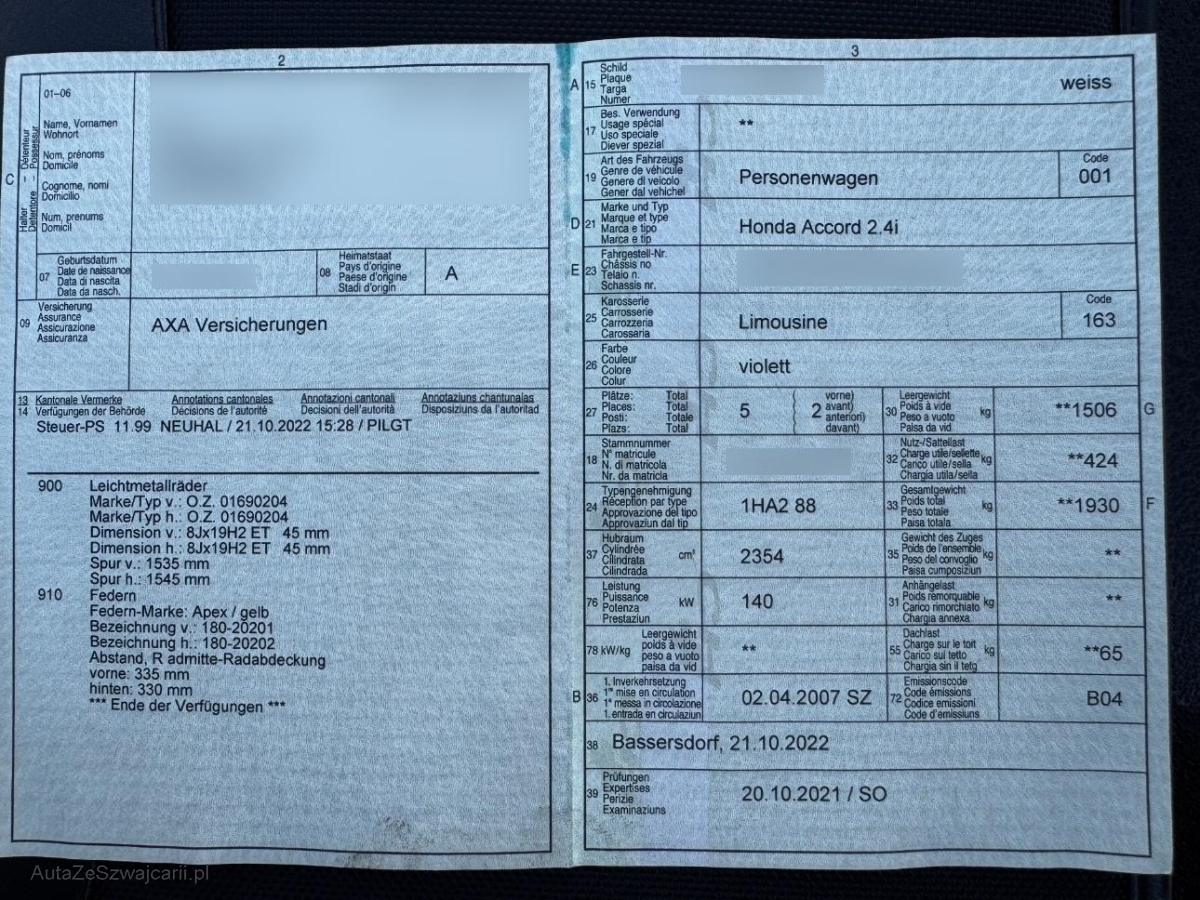 2
01–06
Name, Vornamen
Wohnort
Nom, prénoms
Domicile
Cognome, nomi
Domicilio
Num, prenums
Domicil
C
Halter – Détenteur
Detentore – Possessur
07
Geburtsdatum
Date de naissance
Data di nascita
Data da nasch.
08
Heimatstaat
Pays d'origine
Paese d'origine
Stadi d'origin
A
09
Versicherung
Assurance
Assicurazione
Assicuranza
AXA Versicherungen
13 Kantonale Vermerke Annotations cantonales Annotazioni cantonali Annotaziuns chantunalas
14 Verfügungen der Behörde Décisions de l'autorité Decisioni dell'autorità Disposiziuns da l'autoritad
Steuer-PS 11.99 NEUHAL / 21.10.2022 15:28 / PILGT
900 Leichtmetallräder
Marke/Typ v.: O.Z. 01690204
Marke/Typ h.: O.Z. 01690204
Dimension v.: 8Jx19H2 ET 45 mm
Dimension h.: 8Jx19H2 ET 45 mm
Spur v.: 1535 mm
Spur h.: 1545 mm
910 Federn
Federn-Marke: Apex / gelb
Bezeichnung v.: 180-20201
Bezeichnung h.: 180-20202
Abstand, R admitte-Radabdeckung
vorne: 335 mm
hinten: 330 mm
*** Ende der Verfügungen ***
3
A 15
Schild
Plaque
Targa
Numer
weiss
17
Bes. Verwendung
Usage spécial
Uso speciale
Diever spezial
**
19
Art des Fahrzeugs
Genre de véhicule
Genere di veicolo
Gener dal vehichel
Personenwagen
Code
001
D 21
Marke und Typ
Marque et type
Marca e tipo
Marca e tip
Honda Accord 2.4i
E 23
Fahrgestell-Nr.
Châssis no
Telaio n.
Schassis nr.
25
Karosserie
Carrosserie
Carrozzeria
Carossaria
Limousine
Code
163
26
Farbe
Couleur
Colore
Colur
violett
27
Plätze: Total
Places: Total
Posti: Totale
Plazs: Total
5
2
vorne)
avant)
anteriori)
davant)
30
Leergewicht
Poids à vide
Peso a vuoto
Paisa da vid
kg
**1506
G
18
Stammnummer
N° matricule
N. di matricola
Nr. da matricla
32
Nutz-/Sattellast
Charge utile/sellette
Carico utile/sella
Chargia utila/sella
kg
**424
24
Typengenehmigung
Réception par type
Approvazione del tipo
Approvaziun dal tip
1HA2 88
33
Gesamtgewicht
Poids total
Peso totale
Paisa totala
kg
**1930
F
37
Hubraum
Cylindrée
Cilindrata
Cilindrada
cm³
2354
35
Gewicht des Zuges
Poids de l'ensemble
Peso del convoglio
Paisa cumposiziun
kg
**
76
Leistung
Puissance
Potenza
Prestaziun
kW
140
31
Anhängelast
Poids remorquable
Carico rimorchiato
Chargia annexa
kg
**
78 kW/kg
Leergewicht
poids à vide
peso a vuoto
paisa da vid
**
55
Dachlast
Charge sur le toit
Carico sul tetto
Chargia sin il tetg
kg
**65
B 36
1. Inverkehrsetzung
1re mise en circulation
1a messa in circolazione
1. entrada en circulaziun
02.04.2007 SZ
72
Emissionscode
Code émissions
Codice emissioni
Code d'emissiuns
B04
38
Bassersdorf, 21.10.2022
39
Prüfungen
Expertises
Perizie
Examinaziuns
20.10.2021 / SO
AutaZeSzwajcarii.pl